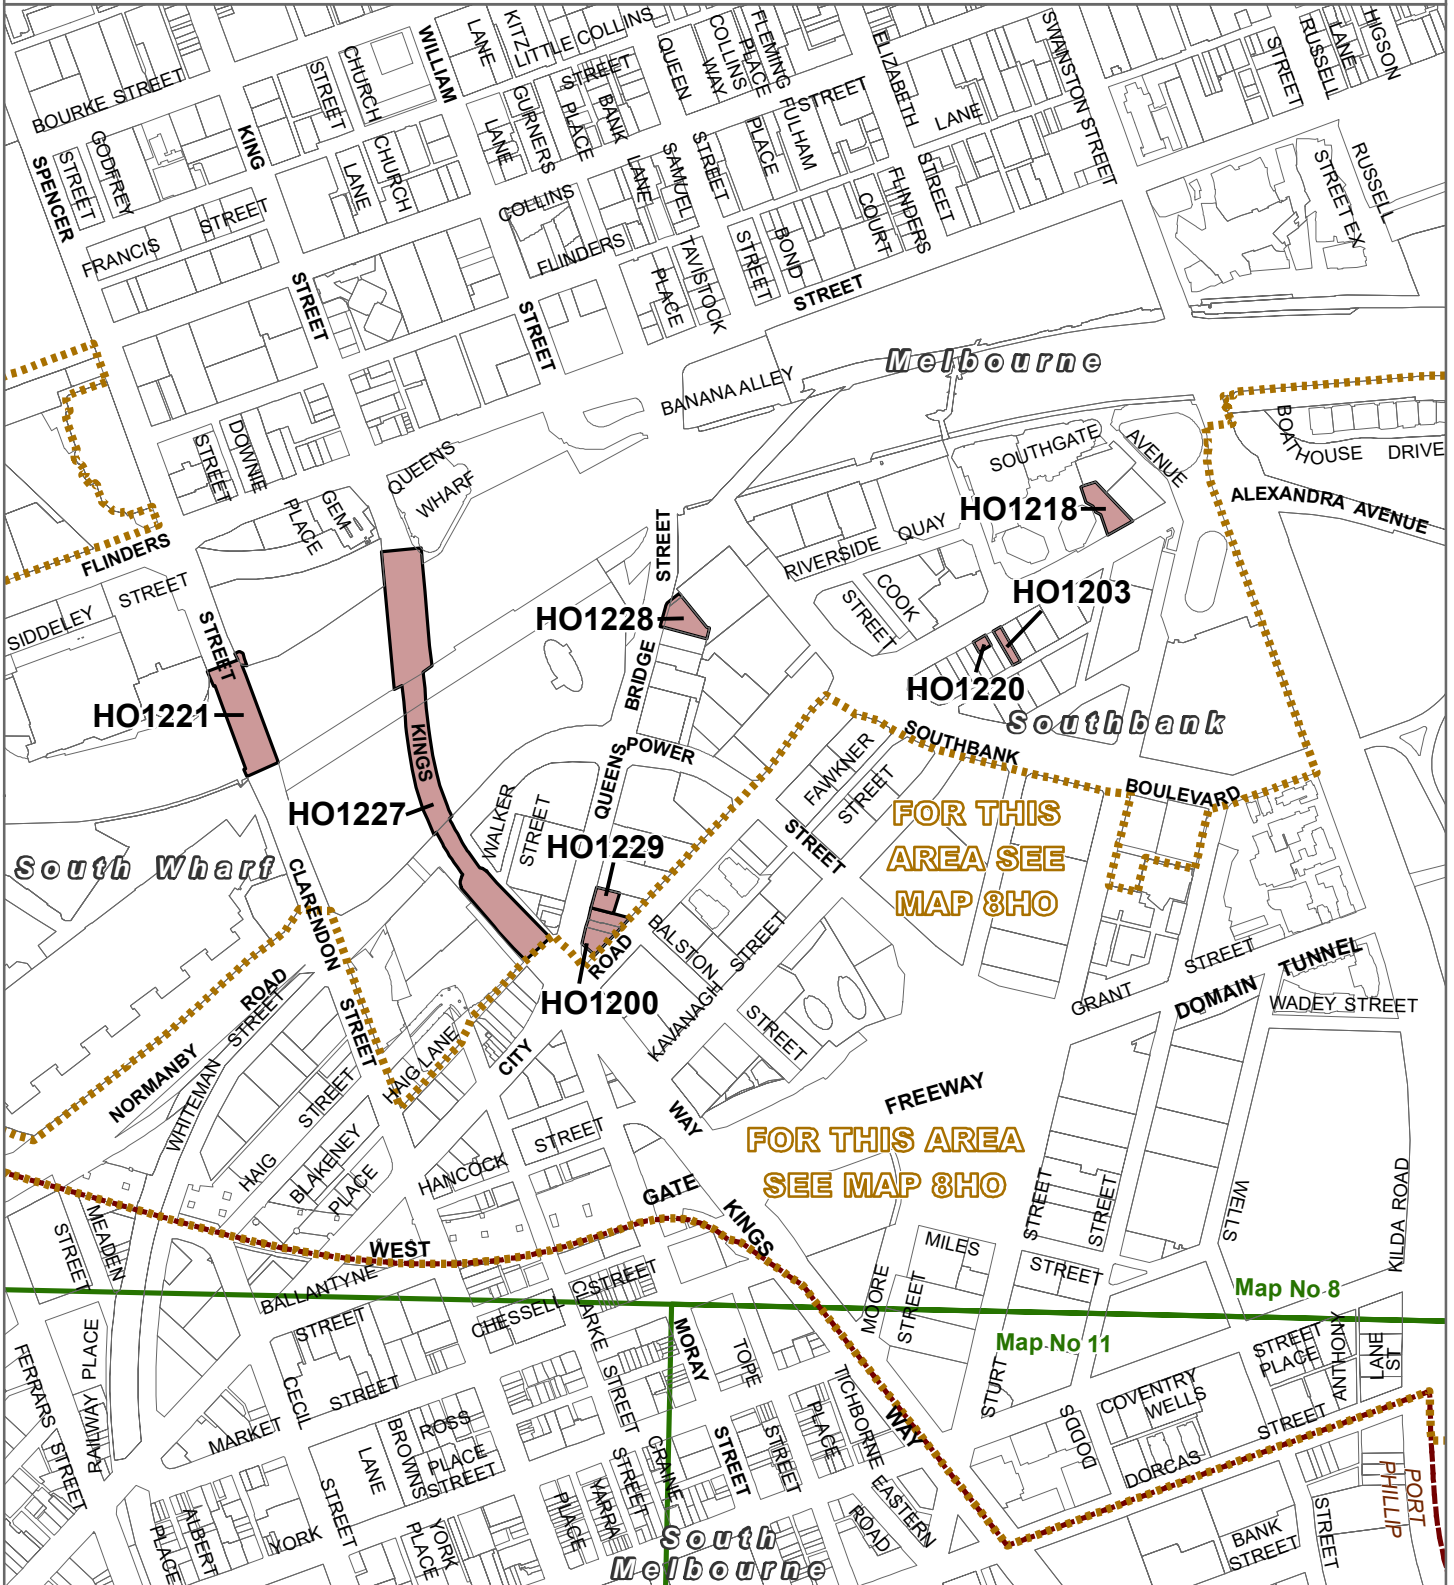 BOURKE STREET
SPENCER
STREET
GODFREY
KING
STREET
CHURCH
WILLIAM
LANE
KITZ
LITTLE COLLINS
STREET
GURNERS
LANE
PLACE
BANK
QUEEN
COLLINS
WAY
FLEMING
PLACE
STREET
ELIZABETH
LANE
SWANSTON STREET
STREET
RUSSELL
LANE
HIGSON
FRANCIS
STREET
LANE
CHURCH
COLLINS
FLINDERS
LANE
SAMUEL
STREET
PLACE
FULHAM
COURT
FLINDERS
STREET
STREET EX
RUSSELL
STREET
STREET
PLACE
TAVISTOCK
STREET
BOND
STREET
Melbourne
BANANA ALLEY
STREET
DOWNIE
QUEENS
WHARF
PLACE
GEM
SOUTHGATE
AVENUE
BOATHOUSE DRIVE
ALEXANDRA AVENUE
HO1218
RIVERSIDE QUAY
FLINDERS
STREET
SIDDELEY
STREET
STREET
COOK
STREET
HO1203
HO1228
BRIDGE
HO1220
HO1221
KINGS
Southbank
SOUTHBANK
BOULEVARD
POWER
QUEENS
FAWKNER
STREET
STREET
HO1227
WALKER
STREET
HO1229
FOR THIS
AREA SEE
MAP 8HO
South Wharf
CLARENDON
STREET
ROAD
HO1200
BALSTON
STREET
KAVANAGH
STREET
STREET
GRANT
DOMAIN
TUNNEL
WADEY STREET
NORMANBY
ROAD
STREET
WHITEMAN
HAIG LANE
CITY
STREET
HAIG
BLAKENEY
PLACE
HANCOCK
STREET
WAY
FREEWAY
FOR THIS AREA
SEE MAP 8HO
GATE
KINGS
WEST
STREET
MEADEN
BALLANTYNE
STREET
CHESSELL
STREET
CLARKE
STREET
MILES
STREET
MOORE
STREET
STREET
STREET
WELLS
KILDA ROAD
Map No 8
Map No 11
FERRARS
STREET
RAILWAY PLACE
MARKET
STREET
CECIL
STREET
LANE
BROWNS
ROSS
PLACE
STREET
MORAY
STREET
TOPE
STREET
PLACE
TICHBORNE
WAY
STURT
DODDS
COVENTRY
WELLS
DORCAS
STREET
STREET
PLACE
ANTHONY
LANE
ST
PLACE
ALBERT
YORK
PLACE
YORK
PLACE
YARRA
STREET
GRAINE
ROAD
EASTERN
South
Melbourne
BANK
STREET
STREET
PORT
PHILLIP